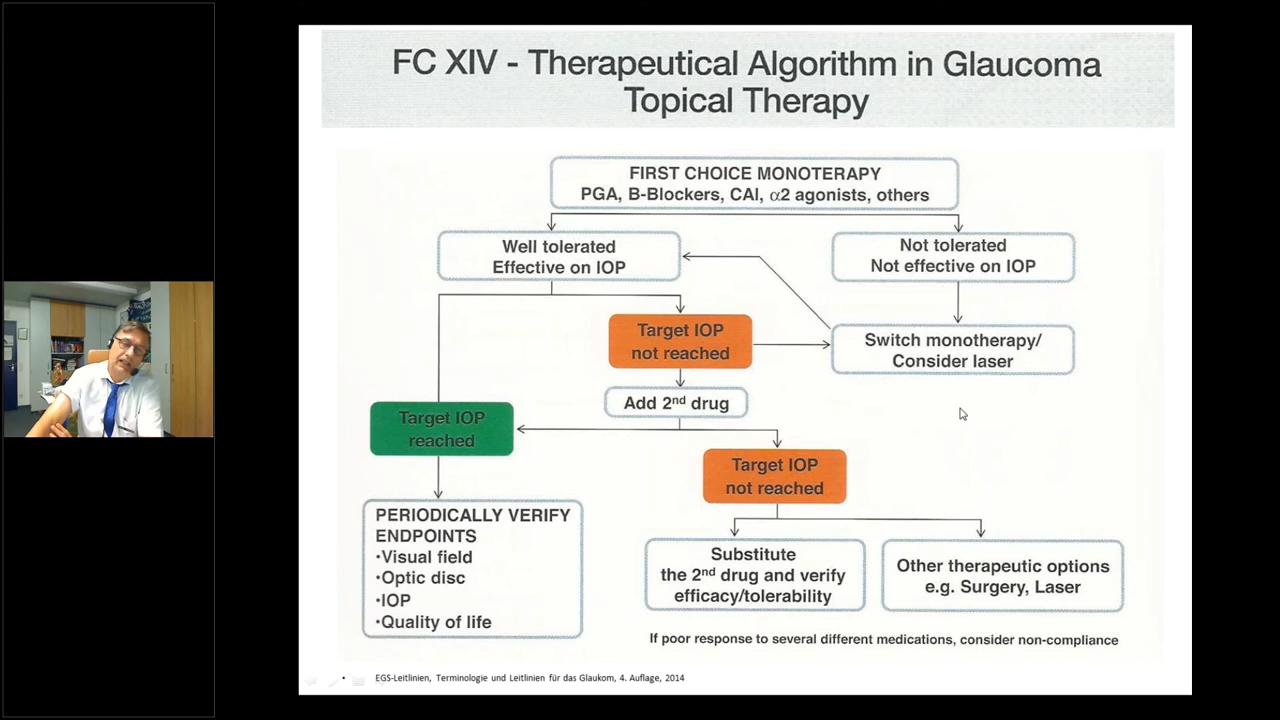 FC XIV - Therapeutical Algorithm in Glaucoma
Topical Therapy
FIRST CHOICE MONOTERAPY
PGA, B-Blockers, CAI, α2 agonists, others
Well tolerated
Effective on IOP
Not tolerated
Not effective on IOP
Target IOP
not reached
Switch monotherapy/
Consider laser
Add 2nd drug
Target IOP
reached
Target IOP
not reached
PERIODICALLY VERIFY
ENDPOINTS
·Visual field
·Optic disc
·IOP
·Quality of life
Substitute
the 2nd drug and verify
efficacy/tolerability
Other therapeutic options
e.g. Surgery, Laser
If poor response to several different medications, consider non-compliance
• EGS-Leitlinien, Terminologie und Leitlinien für das Glaukom, 4. Auflage, 2014